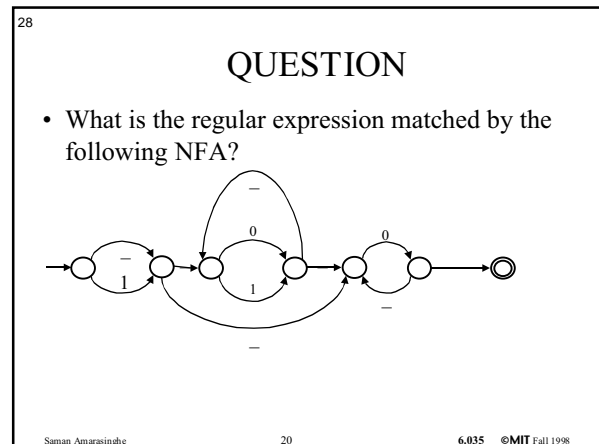 28
QUESTION
• What is the regular expression matched by the
following NFA?
–
0
0
–
1
1
–
–
Saman Amarasinghe 20 6.035 ©MIT Fall 1998